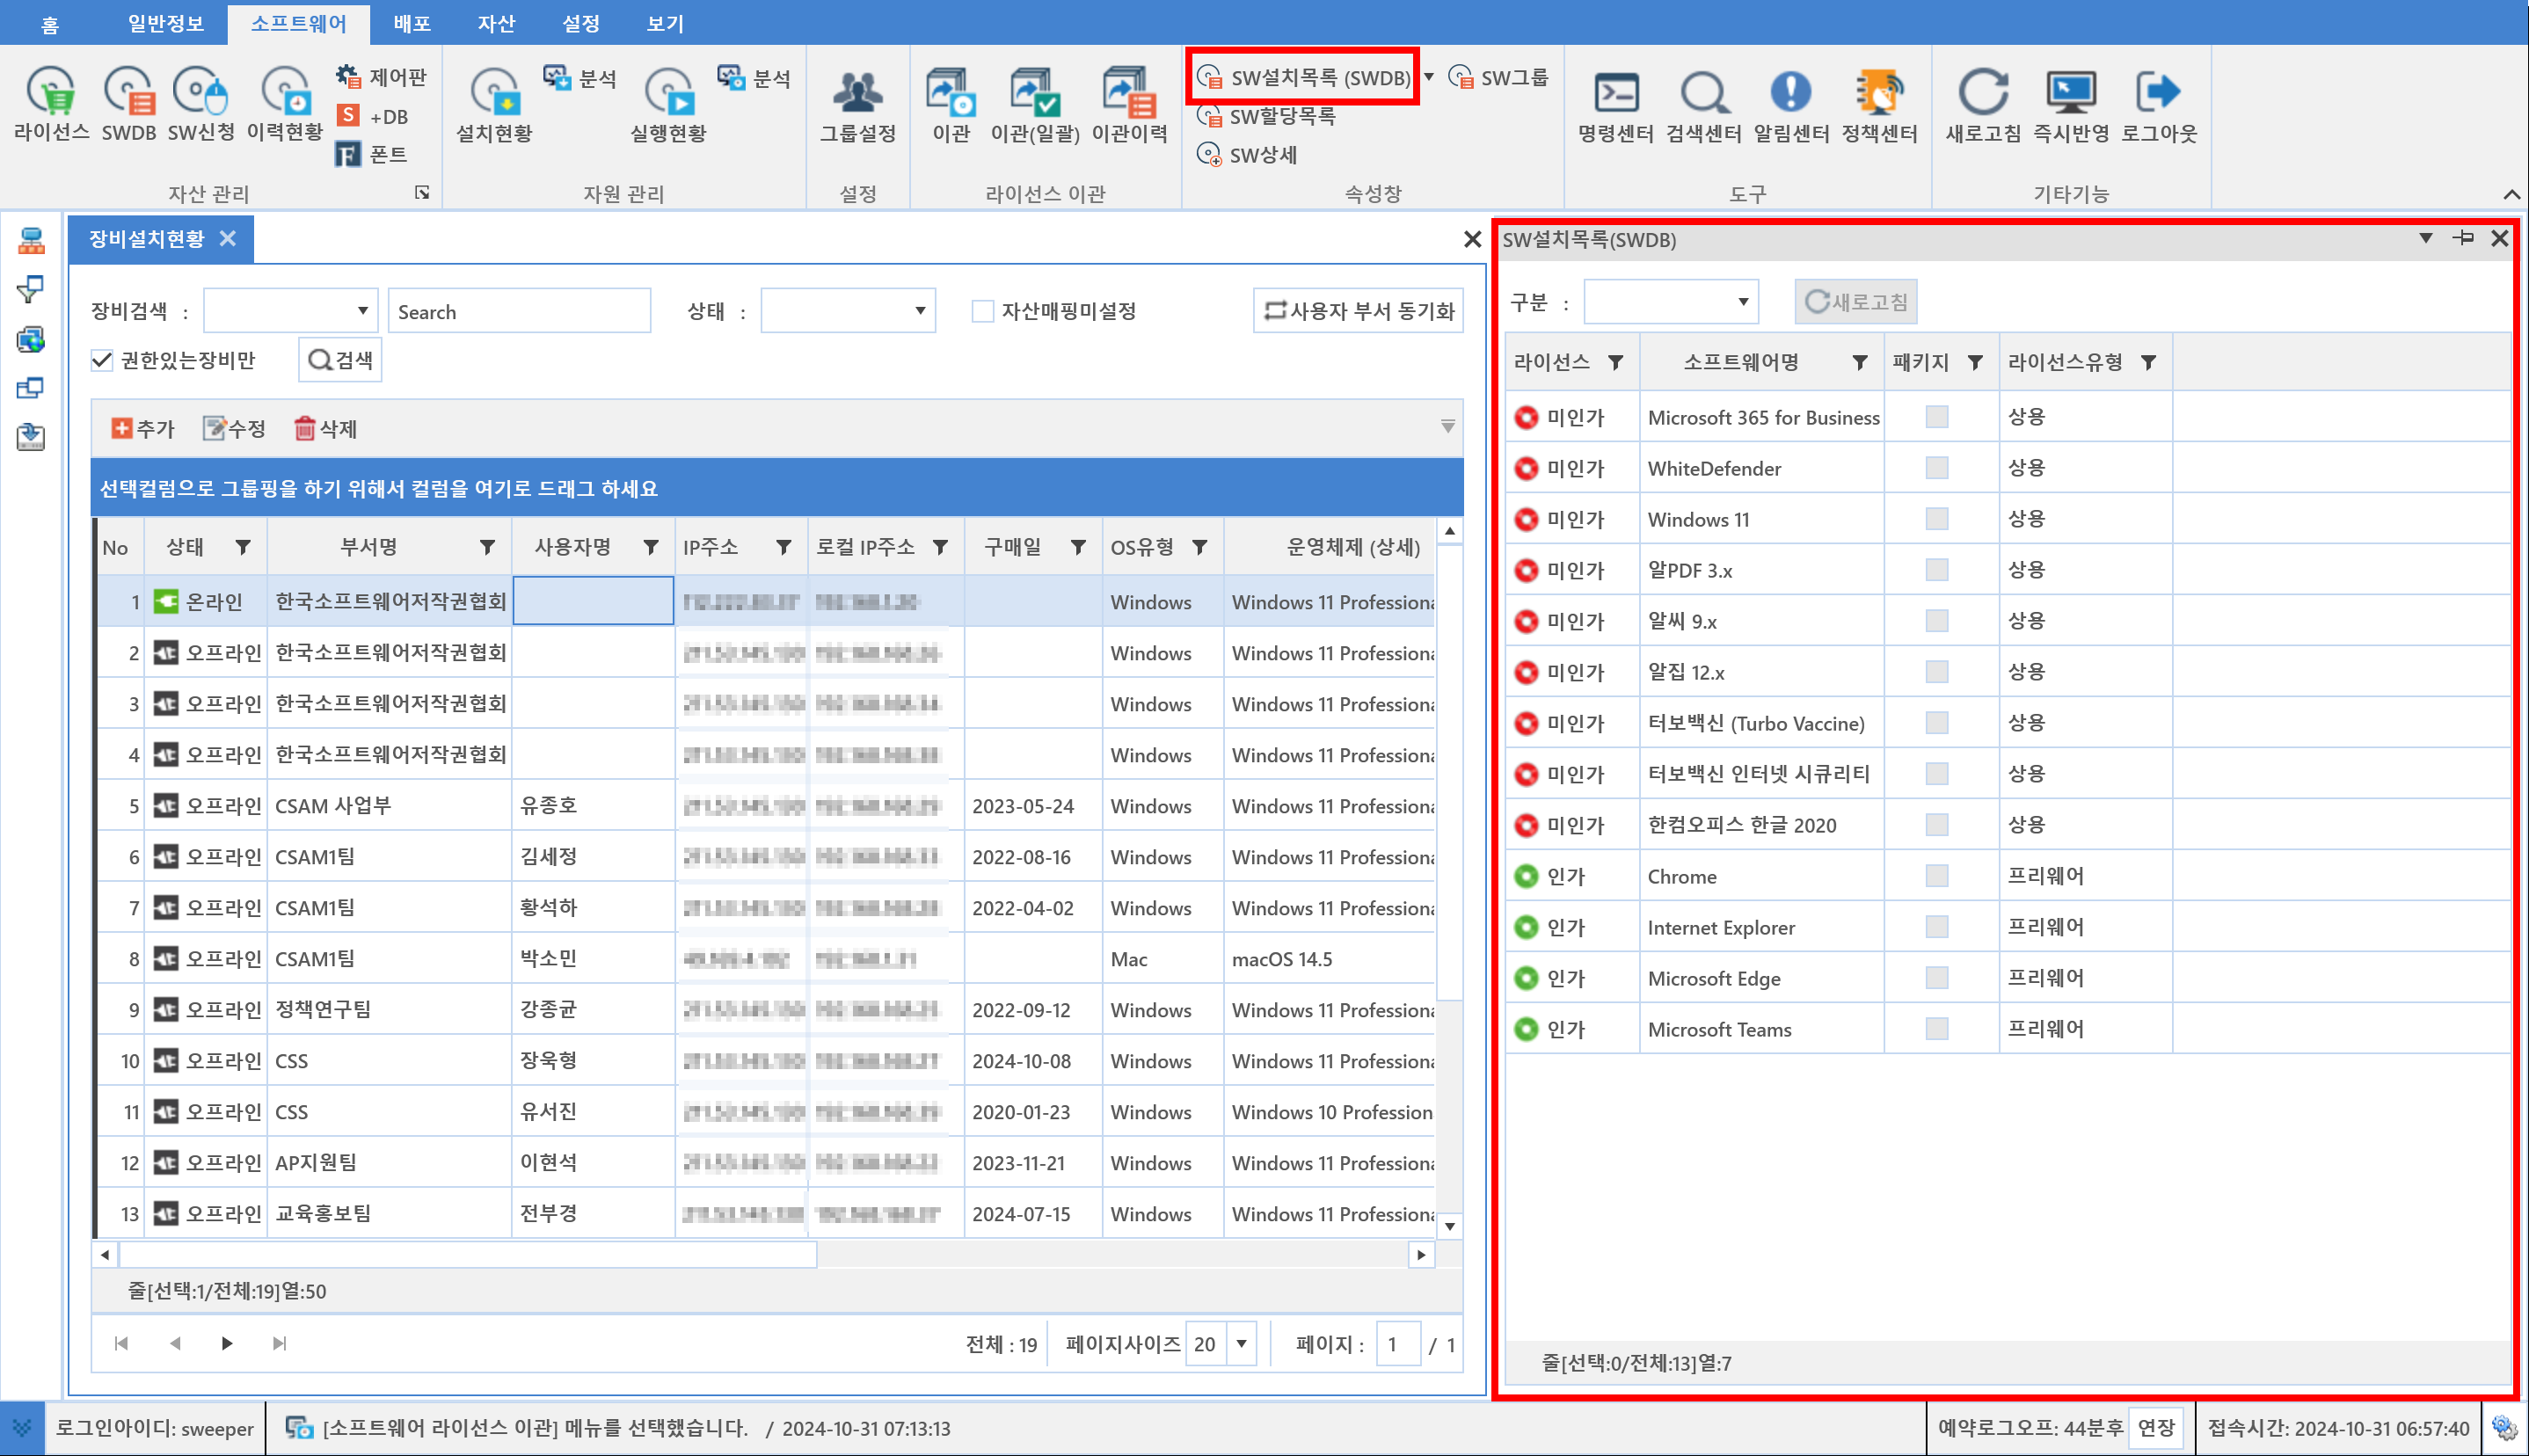 홈 일반정보 소프트웨어 배포 자산 설정 보기
라이선스 SWDB SW신청 이력현황 제어판
S +DB
F 폰트
자산 관리
설치현황 분석 실행현황 분석
자원 관리
그룹설정
설정
이관 이관(일괄) 이관이력
라이선스 이관
SW설치목록 (SWDB) SW그룹
SW할당목록
SW상세
속성창
명령센터 검색센터 알림센터 정책센터
도구
새로고침 즉시반영 로그아웃
기타기능
장비설치현황
장비검색 : Search 상태 : 자산매핑미설정 사용자 부서 동기화
권한있는장비만 검색
추가 수정 삭제
선택컬럼으로 그룹핑을 하기 위해서 컬럼을 여기로 드래그 하세요
No 상태 부서명 사용자명 IP주소 로컬 IP주소 구매일 OS유형 운영체제 (상세)
1 온라인 한국소프트웨어저작권협회 Windows Windows 11 Professiona
2 오프라인 한국소프트웨어저작권협회 Windows Windows 11 Professiona
3 오프라인 한국소프트웨어저작권협회 Windows Windows 11 Professiona
4 오프라인 한국소프트웨어저작권협회 Windows Windows 11 Professiona
5 오프라인 CSAM 사업부 유종호 2023-05-24 Windows Windows 11 Professiona
6 오프라인 CSAM1팀 김세정 2022-08-16 Windows Windows 11 Professiona
7 오프라인 CSAM1팀 황석하 2022-04-02 Windows Windows 11 Professiona
8 오프라인 CSAM1팀 박소민 Mac macOS 14.5
9 오프라인 정책연구팀 강종균 2022-09-12 Windows Windows 11 Professiona
10 오프라인 CSS 장욱형 2024-10-08 Windows Windows 11 Professiona
11 오프라인 CSS 유서진 2020-01-23 Windows Windows 10 Profession
12 오프라인 AP지원팀 이현석 2023-11-21 Windows Windows 11 Professiona
13 오프라인 교육홍보팀 전부경 2024-07-15 Windows Windows 11 Professiona
줄[선택:1/전체:19]열:50
전체 : 19 페이지사이즈 20 페이지 : 1 / 1
SW설치목록(SWDB)
구분 : 새로고침
라이선스 소프트웨어명 패키지 라이선스유형
미인가 Microsoft 365 for Business 상용
미인가 WhiteDefender 상용
미인가 Windows 11 상용
미인가 알PDF 3.x 상용
미인가 알씨 9.x 상용
미인가 알집 12.x 상용
미인가 터보백신 (Turbo Vaccine) 상용
미인가 터보백신 인터넷 시큐리티 상용
미인가 한컴오피스 한글 2020 상용
인가 Chrome 프리웨어
인가 Internet Explorer 프리웨어
인가 Microsoft Edge 프리웨어
인가 Microsoft Teams 프리웨어
줄[선택:0/전체:13]열:7
로그인아이디: sweeper [소프트웨어 라이선스 이관] 메뉴를 선택했습니다. / 2024-10-31 07:13:13 예약로그오프: 44분후 연장 접속시간: 2024-10-31 06:57:40